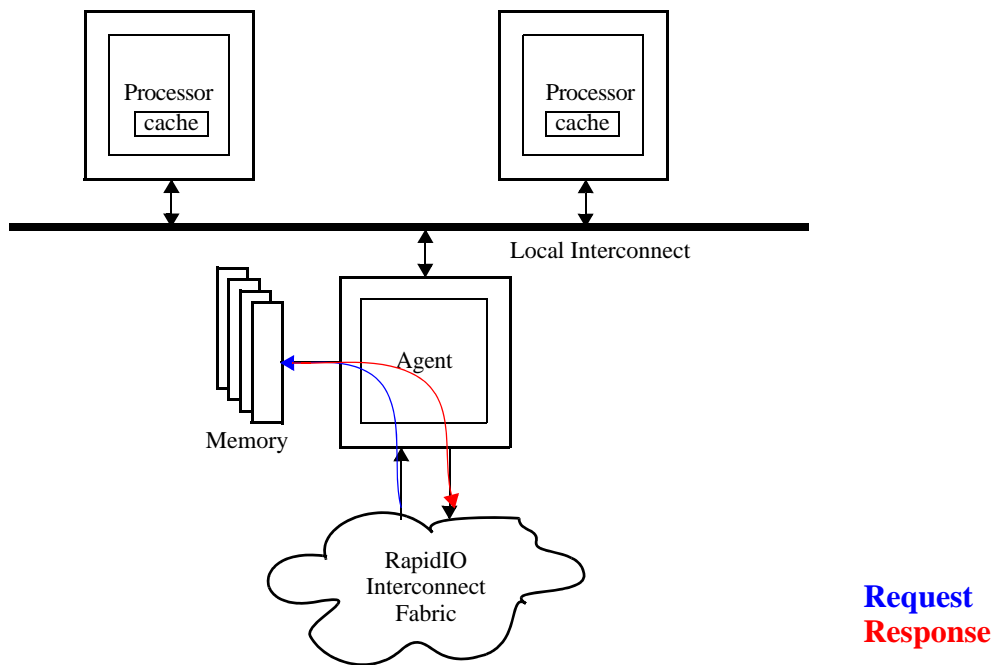 Processor
cache
Processor
cache
Local Interconnect
Agent
Memory
RapidIO
Interconnect
Fabric
Request
Response